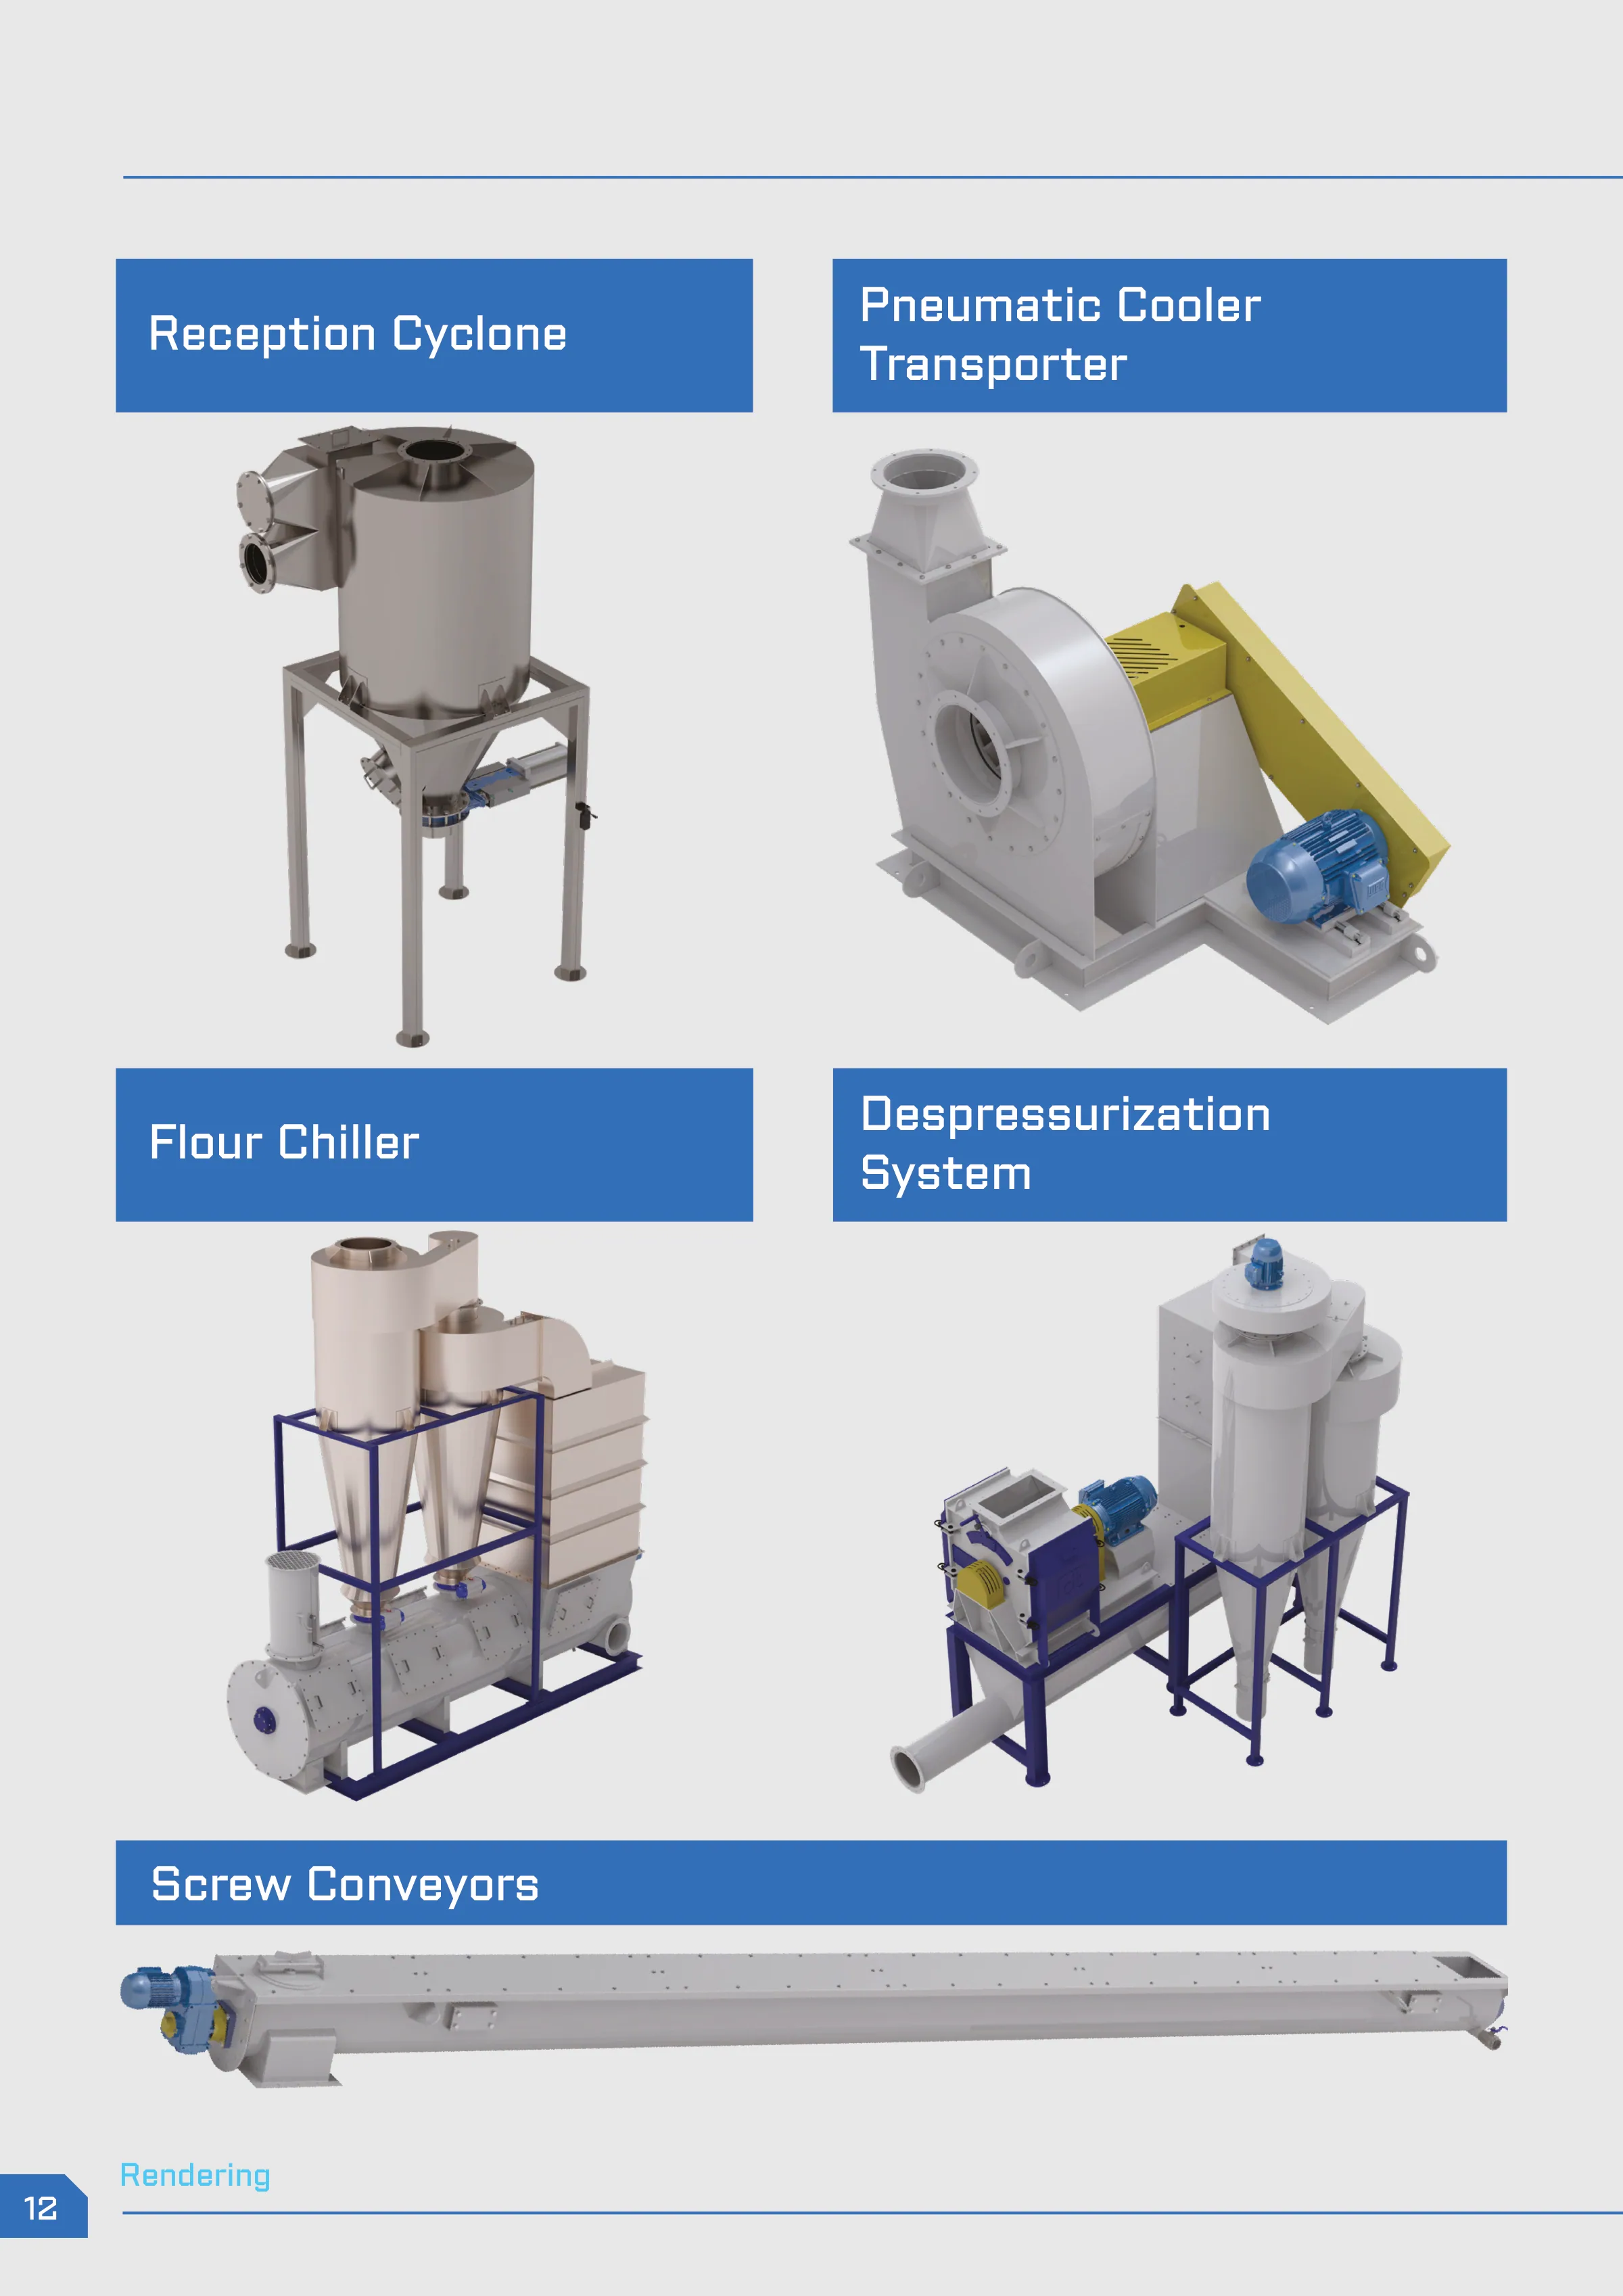 Reception Cyclone
Pneumatic Cooler
Transporter
Flour Chiller
Despressurization
System
Screw Conveyors
Rendering
12